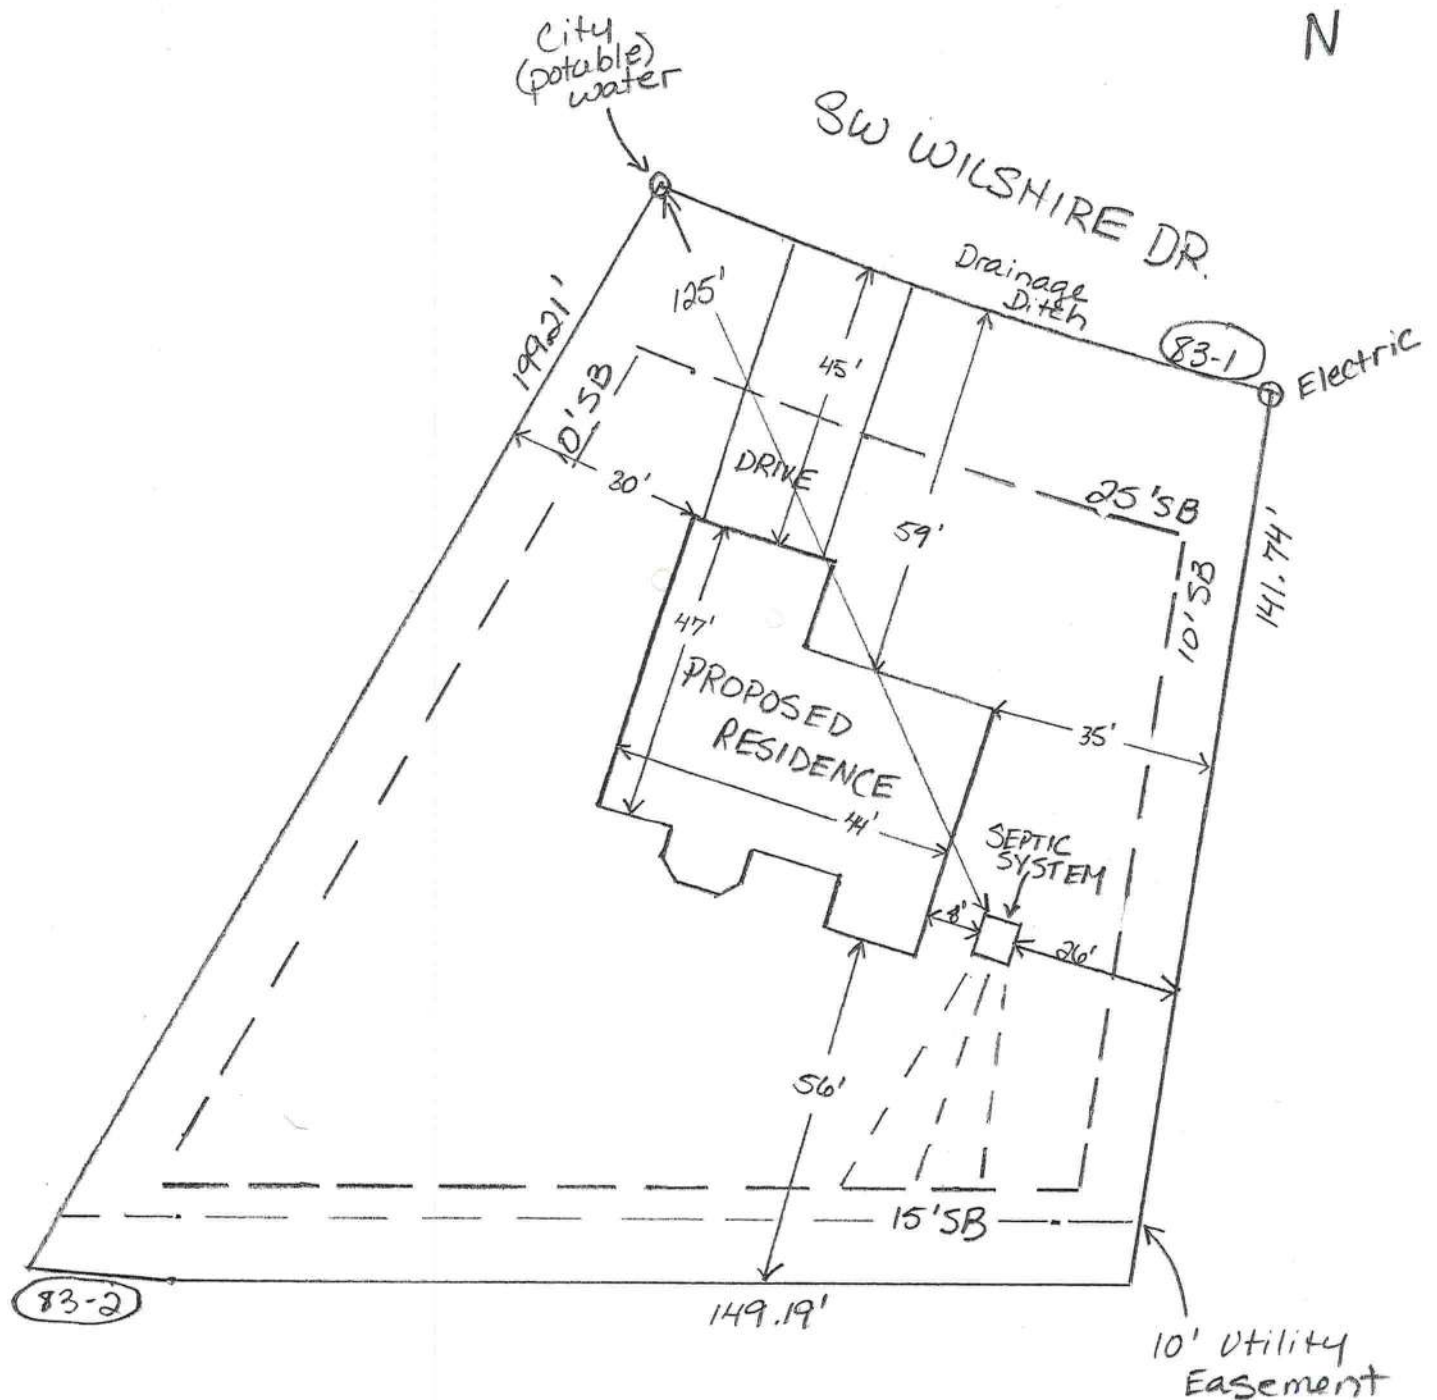 N
City
(potable)
water
SW WILSHIRE DR.
Drainage
Ditch
83-1
Electric
125'
199.21'
45'
0'SB
DRIVE
30'
25'SB
59'
10'SB
141.74'
47'
PROPOSED
RESIDENCE
35'
44'
SEPTIC
SYSTEM
8'
26'
56'
15'SB
83-2
149.19'
10' Utility
Easement